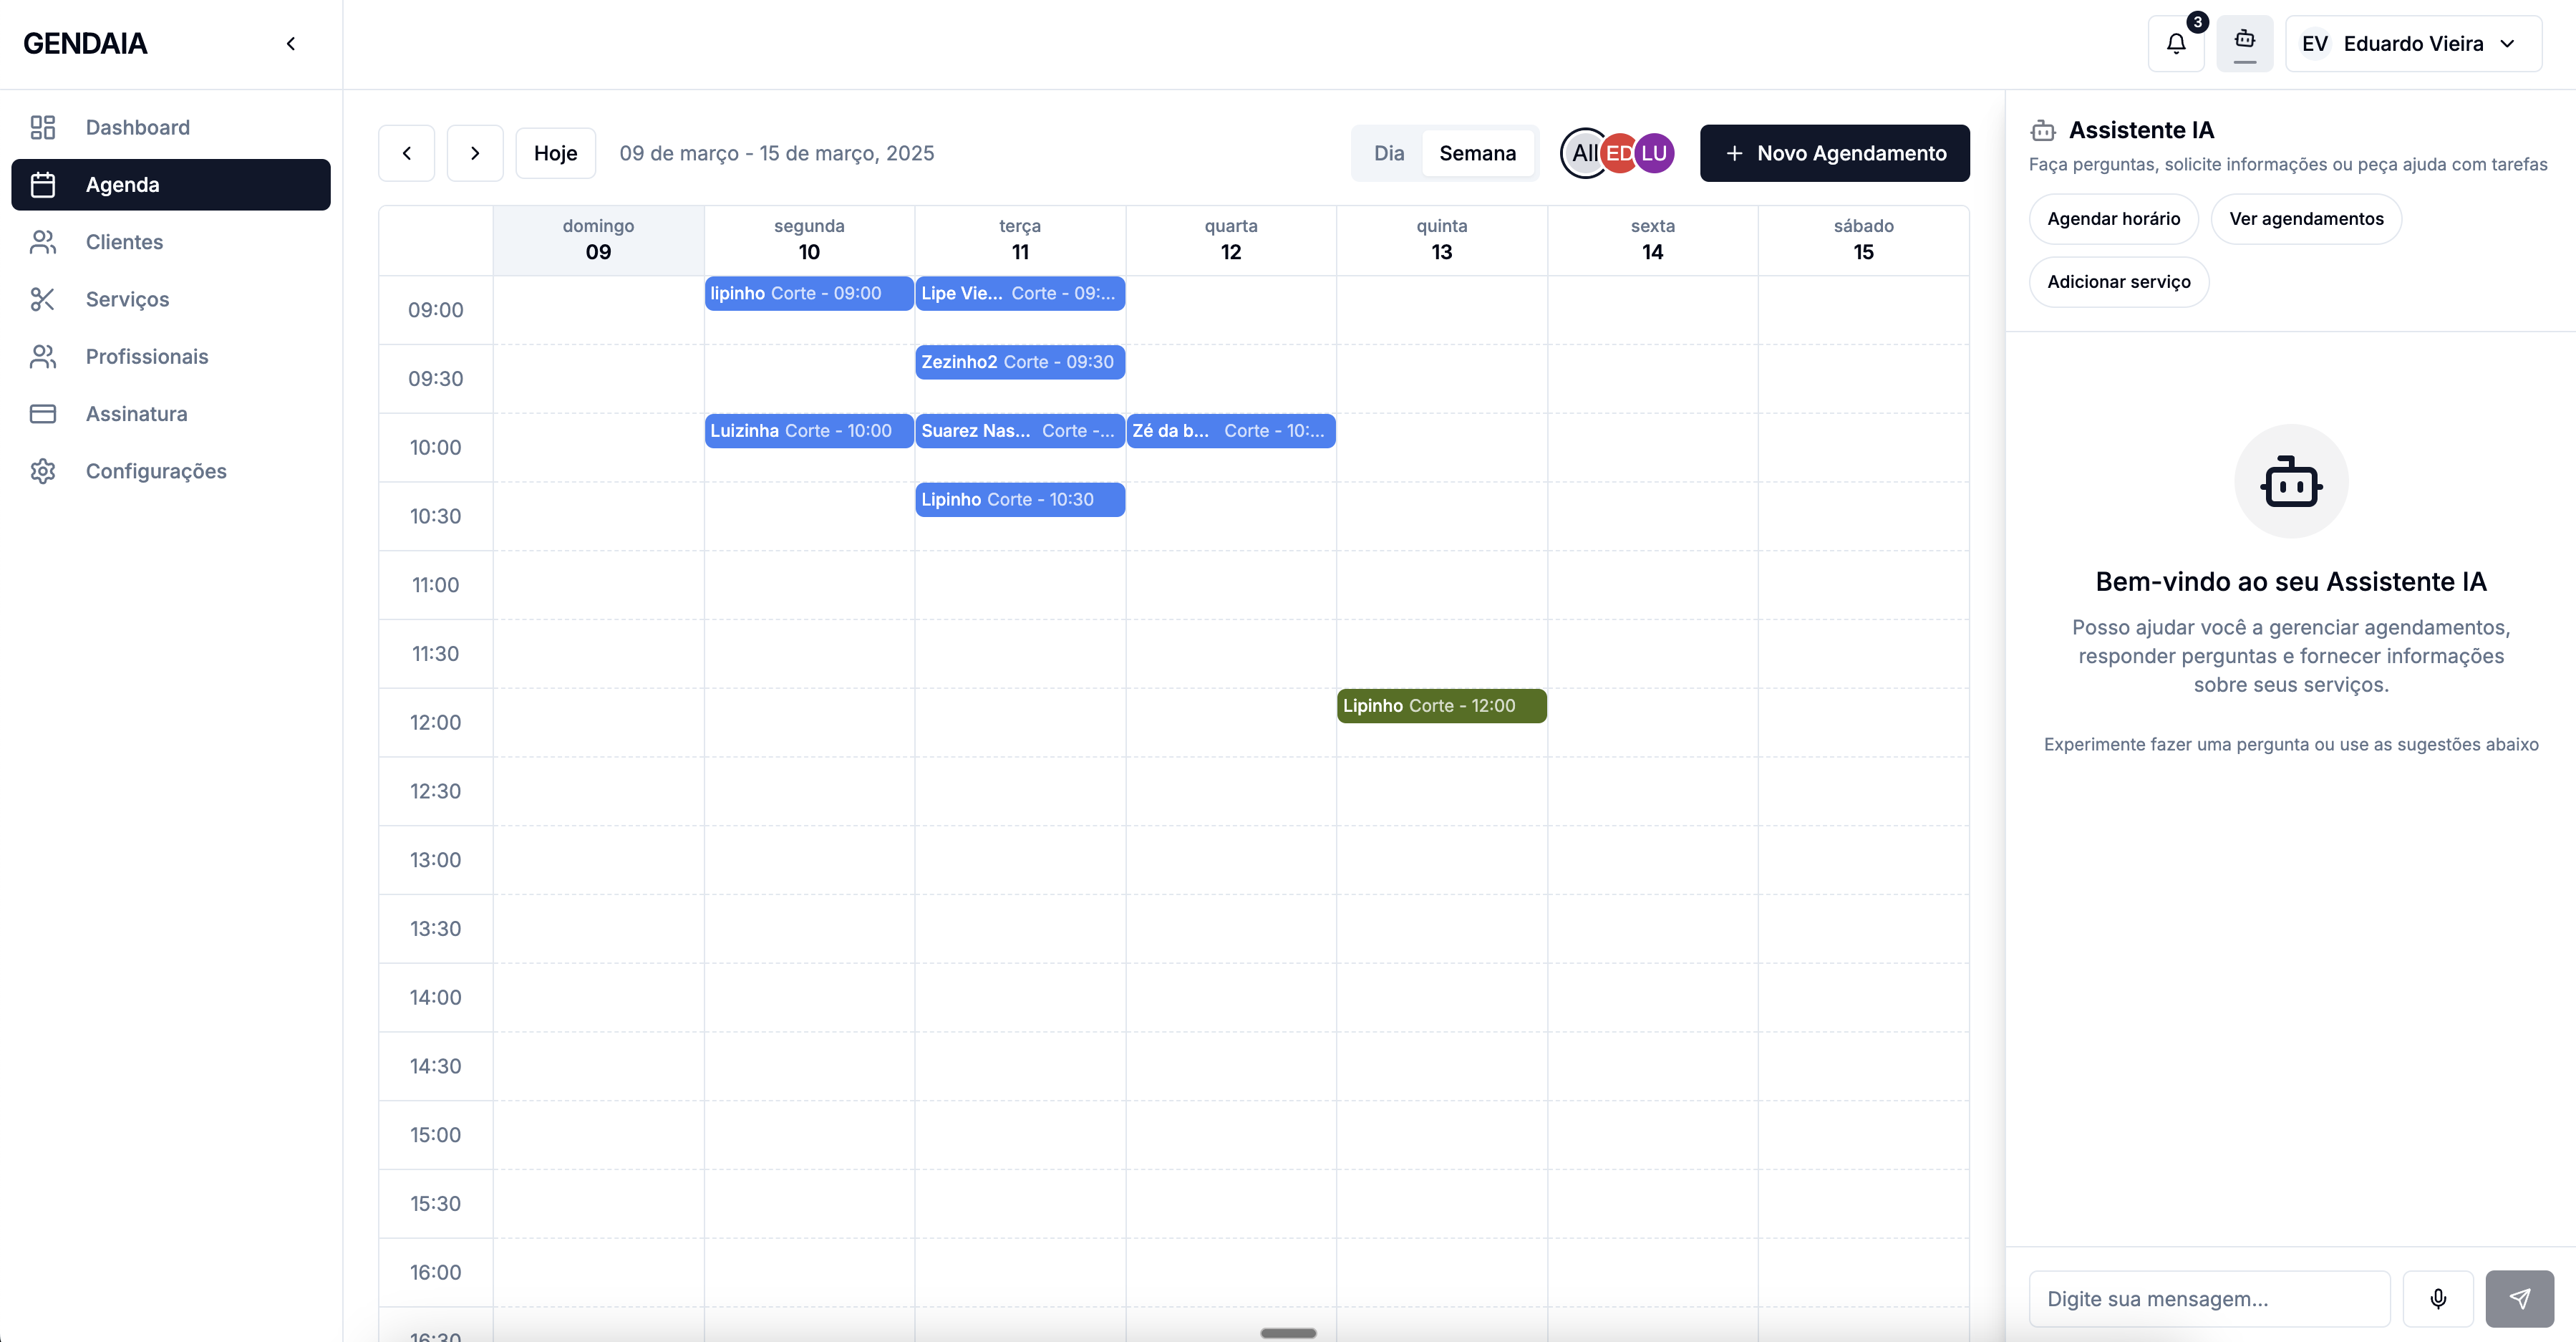 GENDAIA
3
EV Eduardo Vieira
Dashboard
Agenda
Clientes
Serviços
Profissionais
Assinatura
Configurações
Hoje 09 de março - 15 de março, 2025
Dia Semana
All ED LU
+ Novo Agendamento
domingo segunda terça quarta quinta sexta sábado
09 10 11 12 13 14 15
09:00
lipinho Corte - 09:00
Lipe Vie... Corte - 09:...
09:30
Zezinho2 Corte - 09:30
10:00
Luizinha Corte - 10:00
Suarez Nas... Corte -...
Zé da b... Corte - 10:...
10:30
Lipinho Corte - 10:30
11:00
11:30
12:00
Lipinho Corte - 12:00
12:30
13:00
13:30
14:00
14:30
15:00
15:30
16:00
16:30
Assistente IA
Faça perguntas, solicite informações ou peça ajuda com tarefas
Agendar horário
Ver agendamentos
Adicionar serviço
Bem-vindo ao seu Assistente IA
Posso ajudar você a gerenciar agendamentos,
responder perguntas e fornecer informações
sobre seus serviços.
Experimente fazer uma pergunta ou use as sugestões abaixo
Digite sua mensagem...